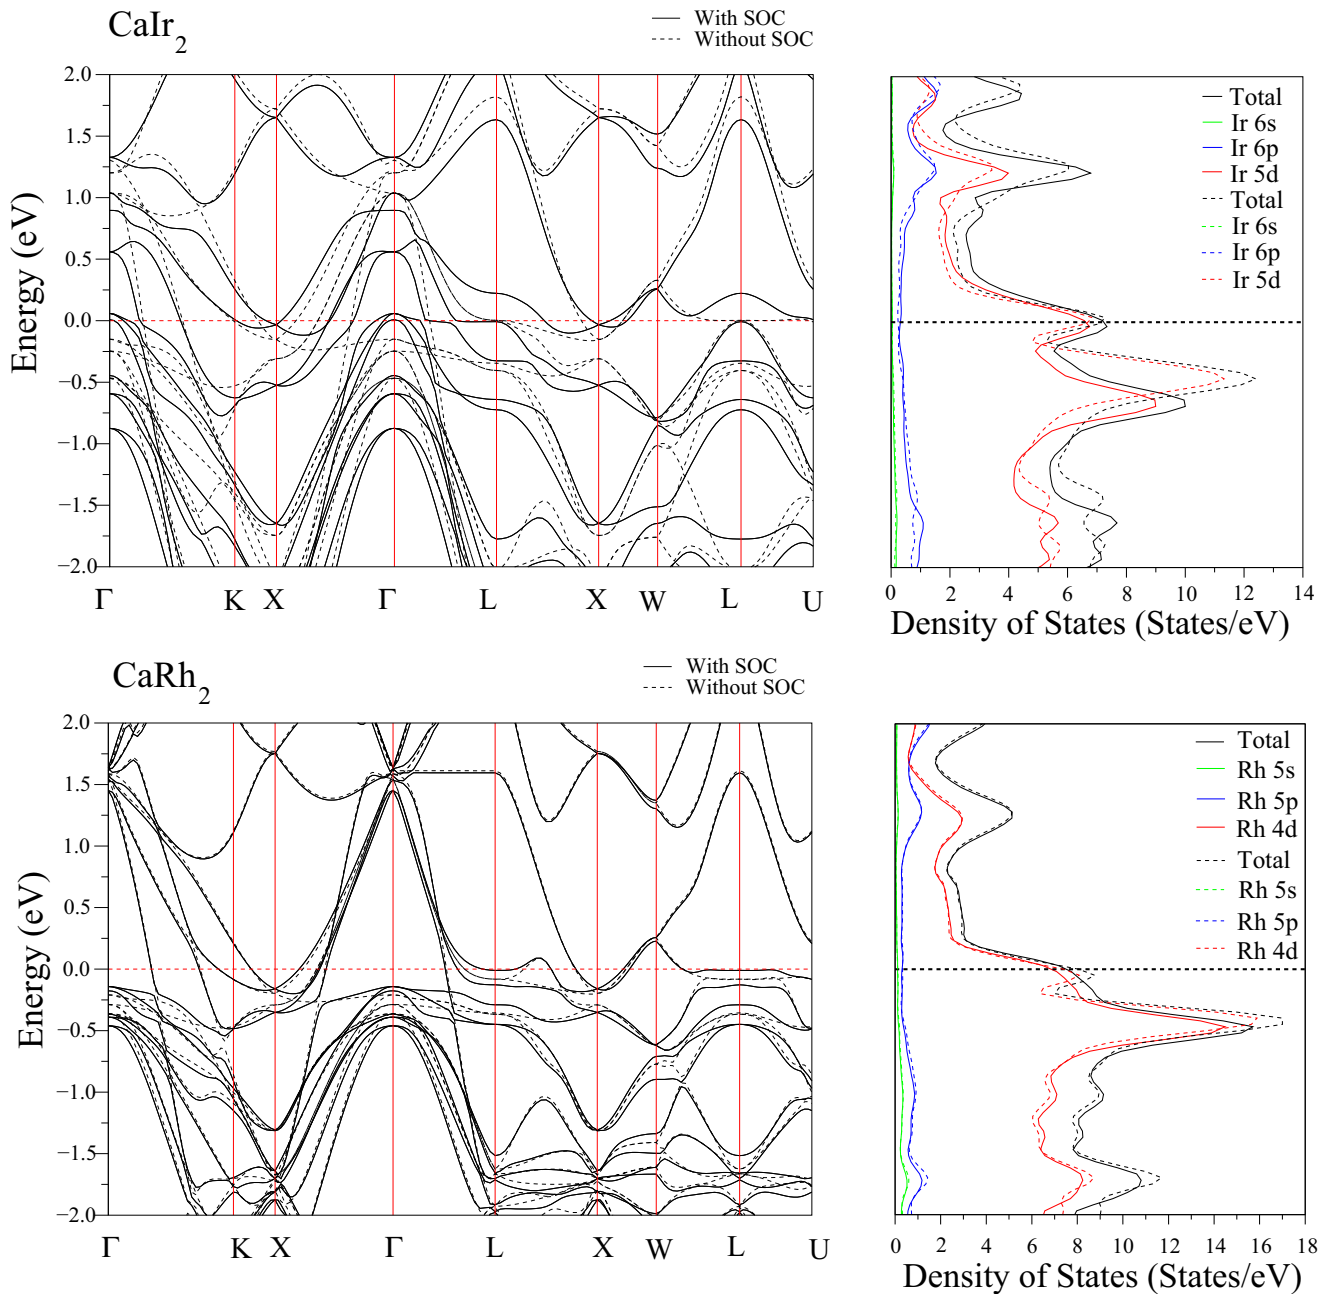 CaIr2
With SOC
Without SOC
Energy (eV)
2.0
1.5
1.0
0.5
0.0
−0.5
−1.0
−1.5
−2.0
Γ K X Γ L X W L U
Total
Ir 6s
Ir 6p
Ir 5d
Total
Ir 6s
Ir 6p
Ir 5d
0 2 4 6 8 10 12 14
Density of States (States/eV)
CaRh2
With SOC
Without SOC
Energy (eV)
2.0
1.5
1.0
0.5
0.0
−0.5
−1.0
−1.5
−2.0
Γ K X Γ L X W L U
Total
Rh 5s
Rh 5p
Rh 4d
Total
Rh 5s
Rh 5p
Rh 4d
0 2 4 6 8 10 12 14 16 18
Density of States (States/eV)